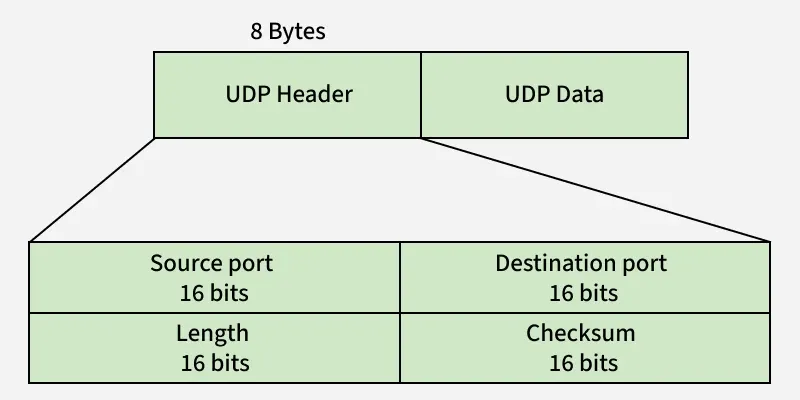 8 Bytes
UDP Header
UDP Data
Source port
16 bits
Destination port
16 bits
Length
16 bits
Checksum
16 bits